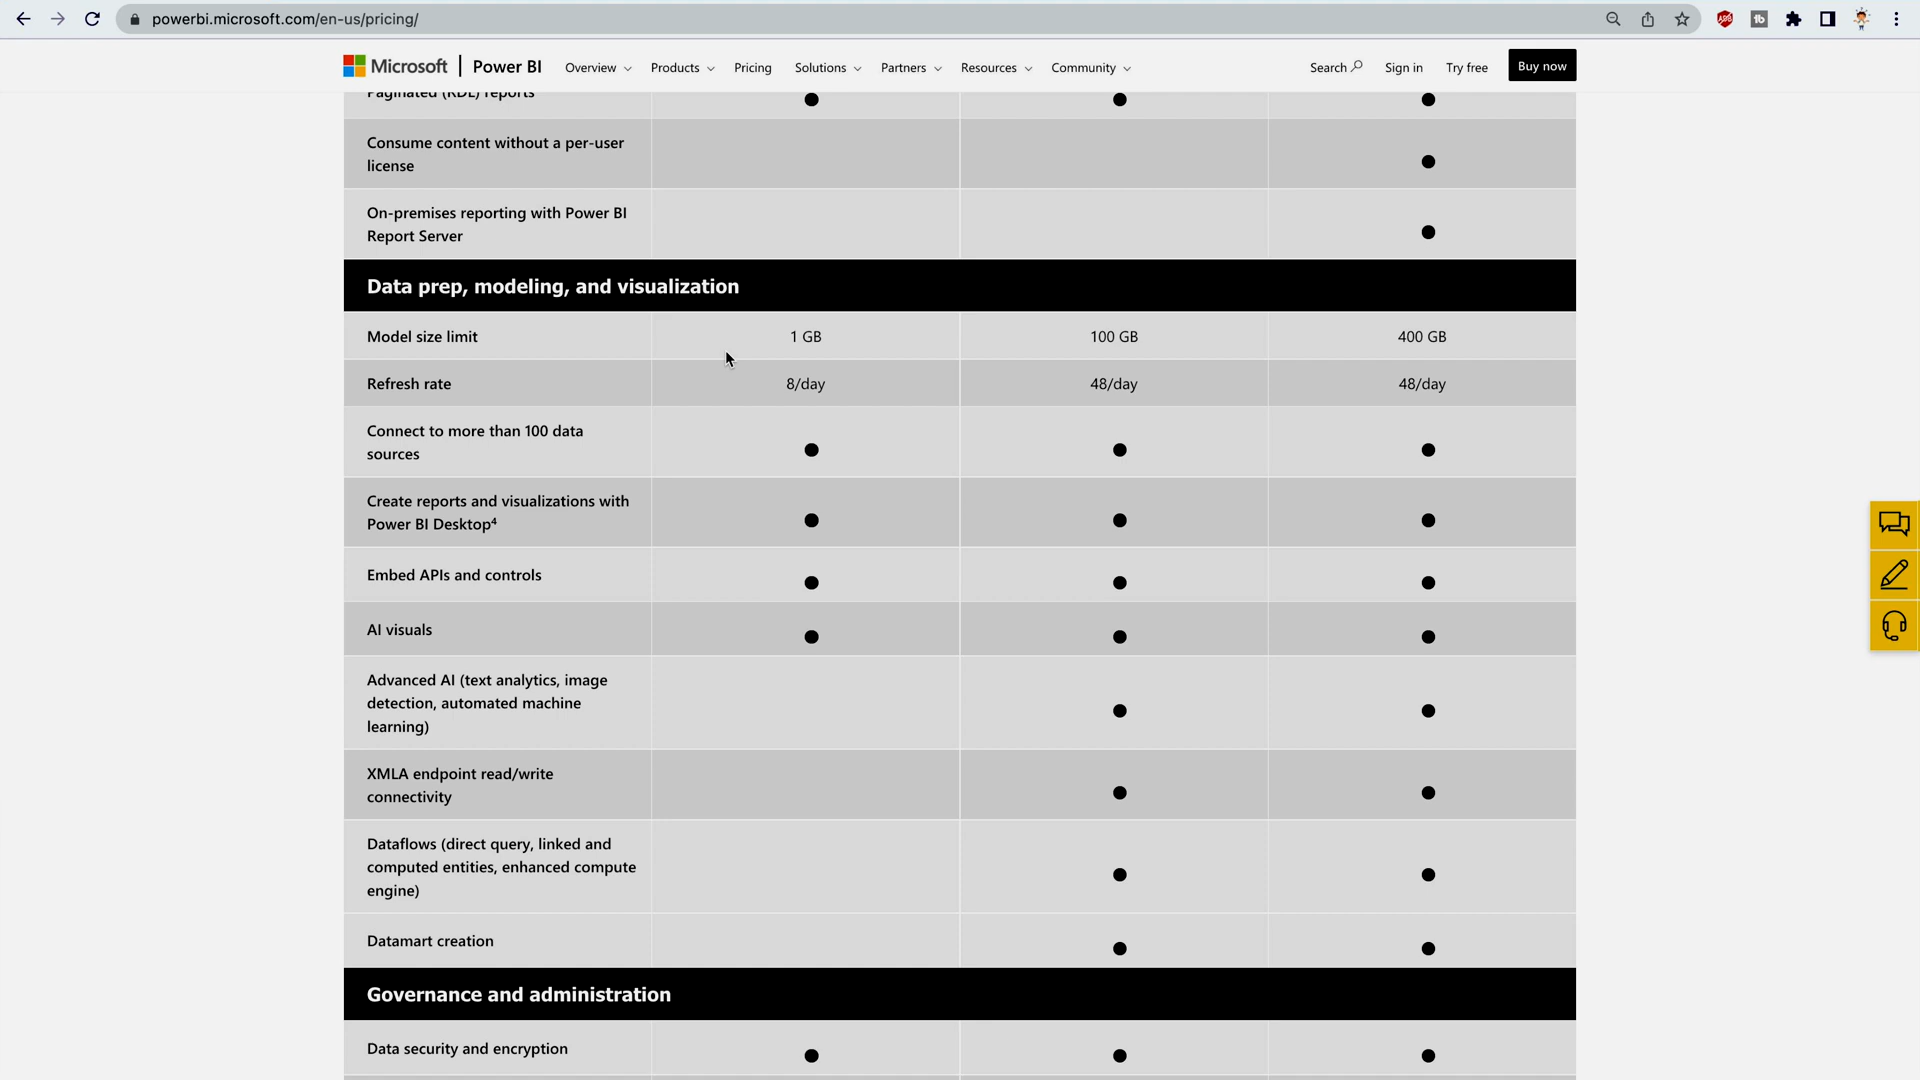 powerbi.microsoft.com/en-us/pricing/
Microsoft Power BI Overview Products Pricing Solutions Partners Resources Community Search Sign in Try free Buy now
Paginated (RDL) reports
Consume content without a per-user
license
On-premises reporting with Power BI
Report Server
Data prep, modeling, and visualization
Model size limit 1 GB 100 GB 400 GB
Refresh rate 8/day 48/day 48/day
Connect to more than 100 data
sources
Create reports and visualizations with
Power BI Desktop⁴
Embed APIs and controls
AI visuals
Advanced AI (text analytics, image
detection, automated machine
learning)
XMLA endpoint read/write
connectivity
Dataflows (direct query, linked and
computed entities, enhanced compute
engine)
Datamart creation
Governance and administration
Data security and encryption